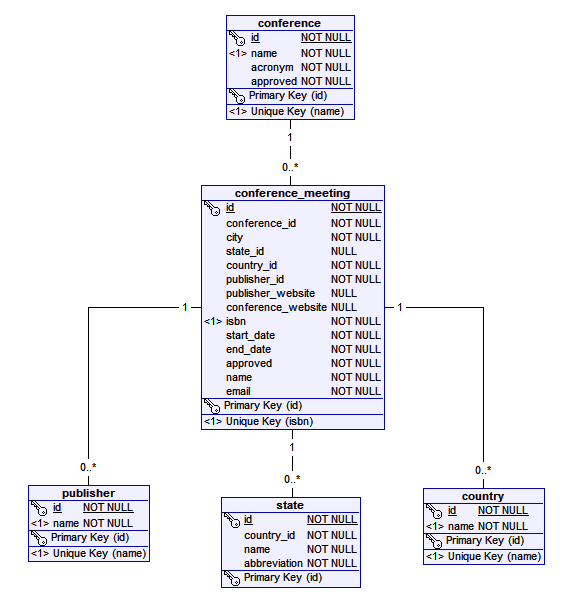 conference
id NOT NULL
<1> name NOT NULL
acronym NOT NULL
approved NOT NULL
Primary Key (id)
<1> Unique Key (name)
1
0..*
conference_meeting
id NOT NULL
conference_id NOT NULL
city NOT NULL
state_id NULL
country_id NOT NULL
publisher_id NOT NULL
publisher_website NULL
conference_website NULL
<1> isbn NOT NULL
start_date NOT NULL
end_date NOT NULL
approved NOT NULL
name NOT NULL
email NOT NULL
Primary Key (id)
<1> Unique Key (isbn)
1
1
1
0..*
0..*
0..*
publisher
id NOT NULL
<1> name NOT NULL
Primary Key (id)
<1> Unique Key (name)
state
id NOT NULL
country_id NOT NULL
name NOT NULL
abbreviation NOT NULL
Primary Key (id)
country
id NOT NULL
<1> name NOT NULL
Primary Key (id)
<1> Unique Key (name)